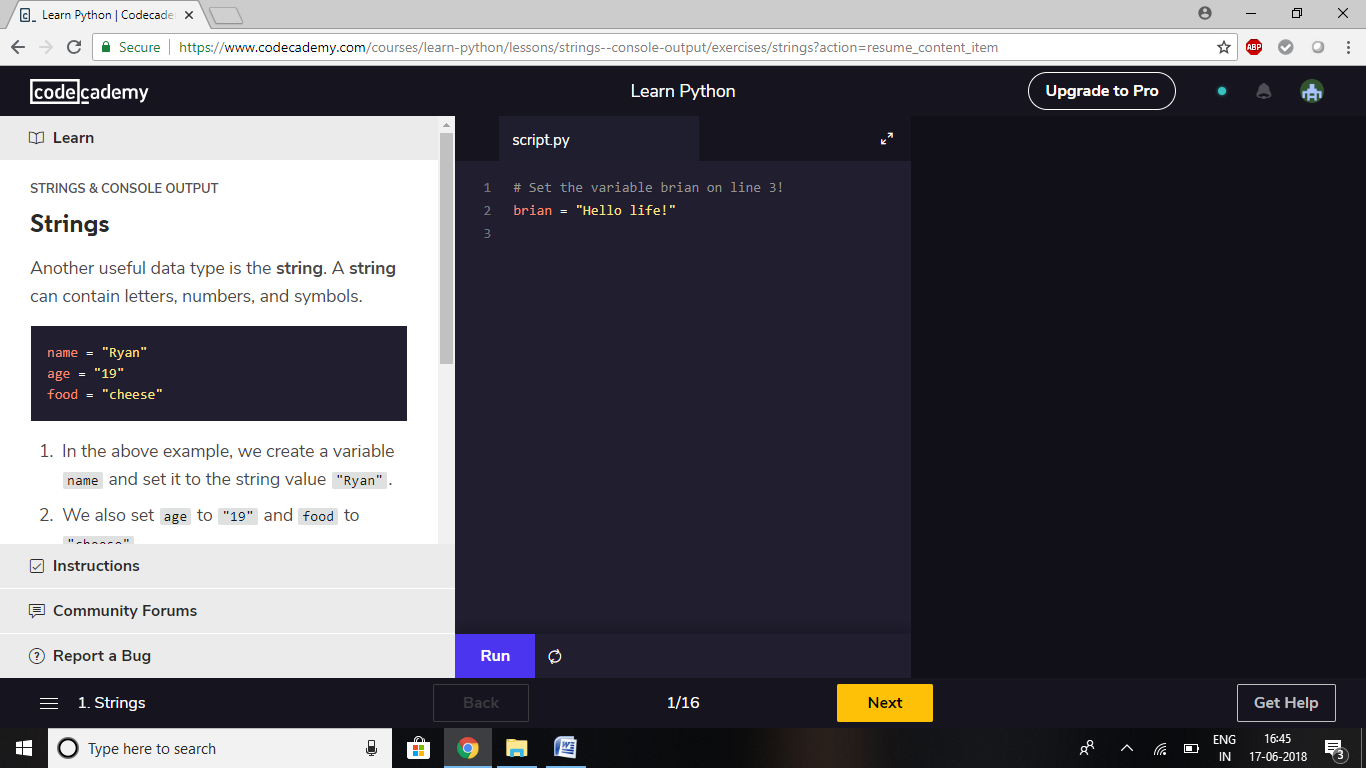 Learn Python | Codecade
Secure
https://www.codecademy.com/courses/learn-python/lessons/strings--console-output/exercises/strings?action=resume_content_item
ABP
codecademy
Learn Python
Upgrade to Pro
Learn
STRINGS & CONSOLE OUTPUT
Strings
Another useful data type is the string. A string
can contain letters, numbers, and symbols.
name = "Ryan"
age = "19"
food = "cheese"
1. In the above example, we create a variable
name and set it to the string value "Ryan".
2. We also set age to "19" and food to
"cheese"
Instructions
Community Forums
Report a Bug
script.py
1 # Set the variable brian on line 3!
2 brian = "Hello life!"
3
Run
1. Strings
Back
1/16
Next
Get Help
Type here to search
ENG
IN
16:45
17-06-2018
3